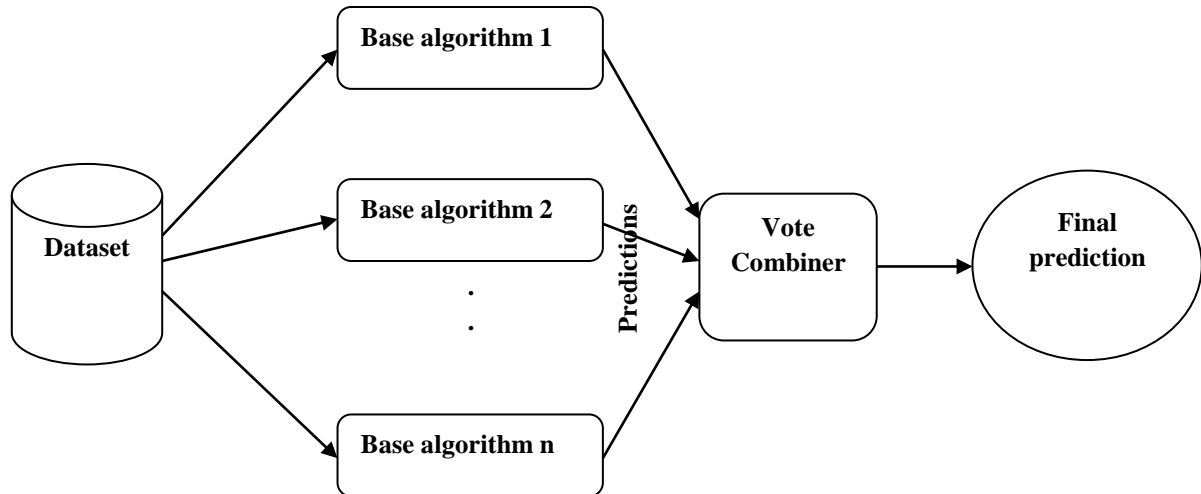 Base algorithm 1
Dataset
Base algorithm 2
.
.
Base algorithm n
Predictions
Vote
Combiner
Final
prediction